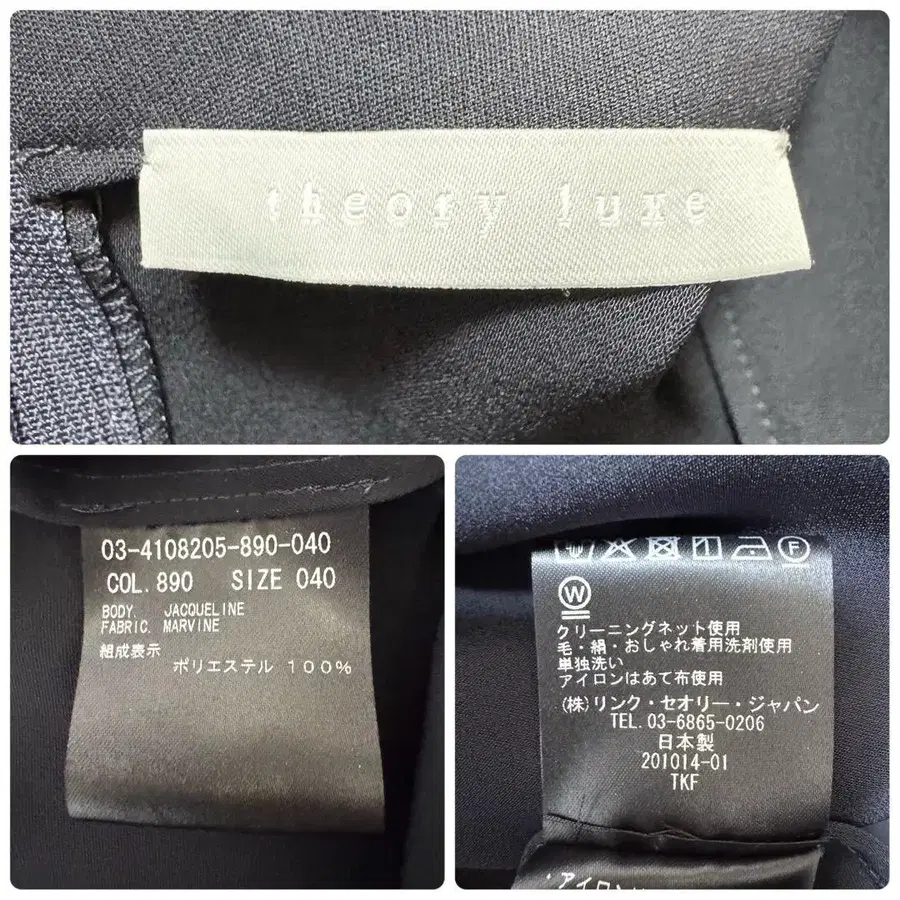 theory luxe
03-4108205-890-040
COL.890 SIZE 040
BODY. JACQUELINE
FABRIC. MARVINE
組成表示
ポリエステル 100%
W
F
クリーニングネット使用
毛・絹・おしゃれ着用洗剤使用
単独洗い
アイロンはあて布使用
(株)リンク・セオリー・ジャパン
TEL.03-6865-0206
日本製
201014-01
TKF